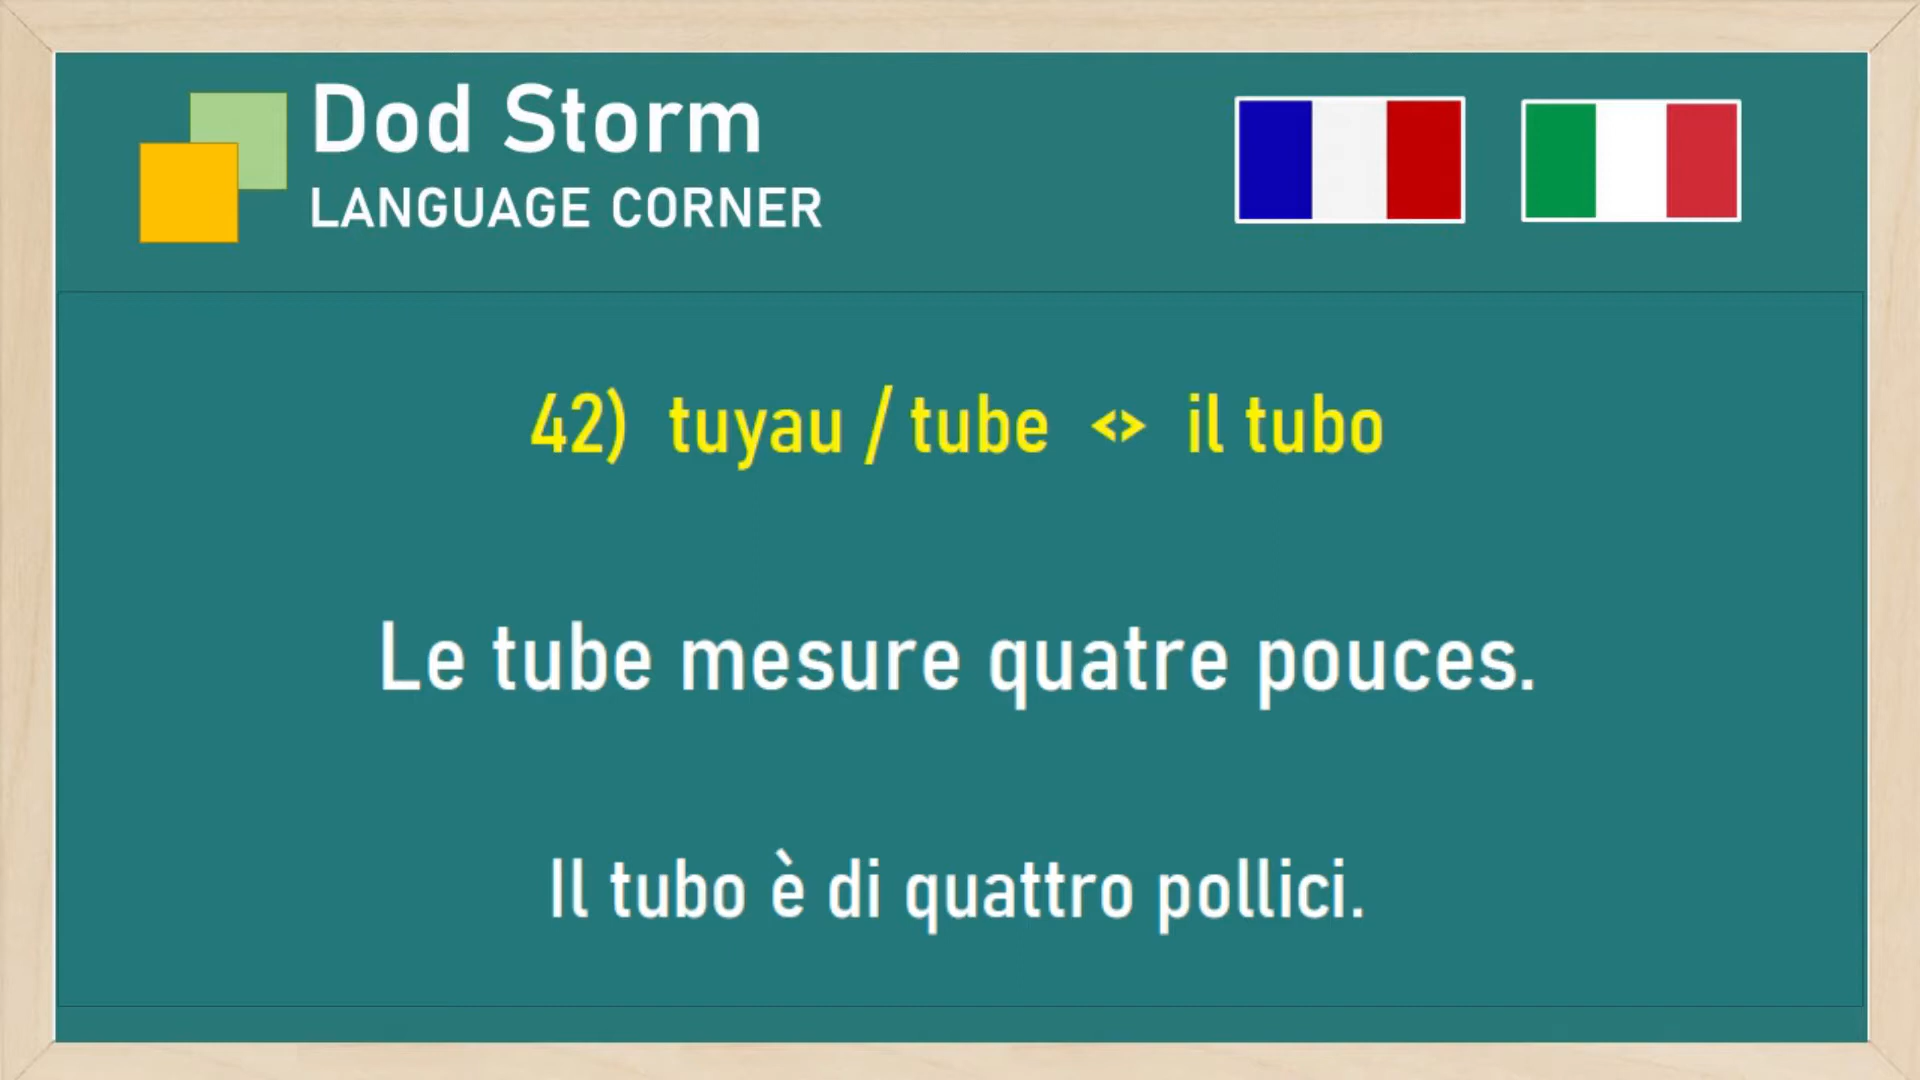 Dod Storm
LANGUAGE CORNER
42) tuyau / tube <> il tubo
Le tube mesure quatre pouces.
Il tubo è di quattro pollici.